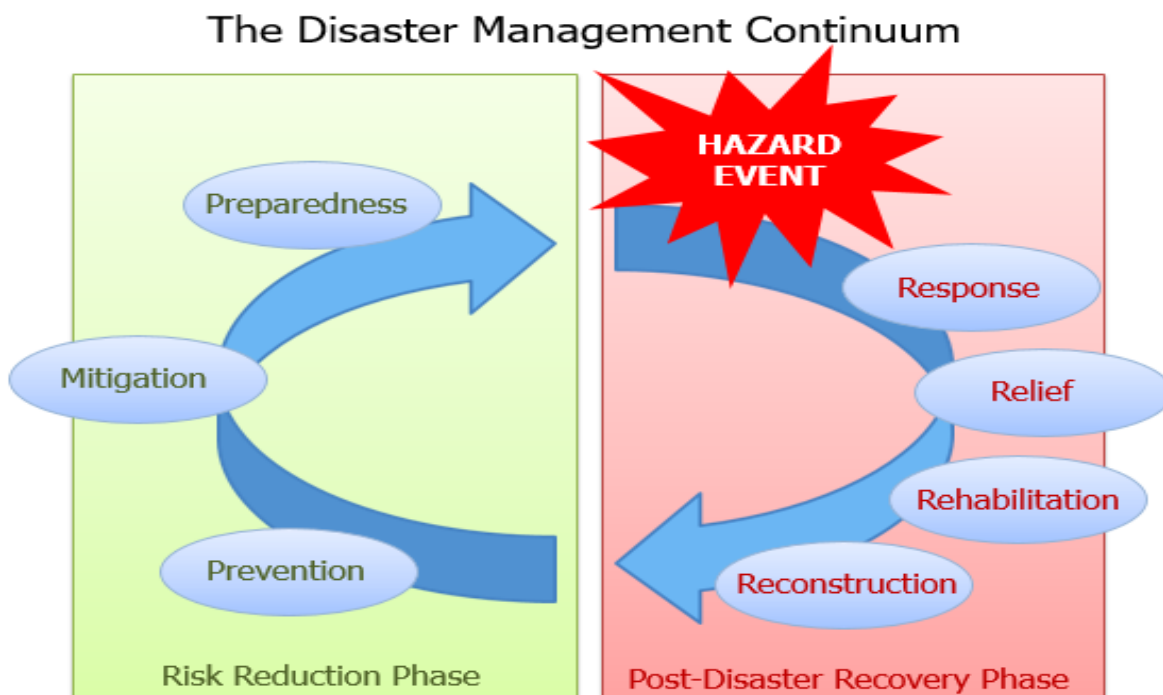 The Disaster Management Continuum
HAZARD
EVENT
Preparedness
Mitigation
Prevention
Risk Reduction Phase
Response
Relief
Rehabilitation
Reconstruction
Post-Disaster Recovery Phase